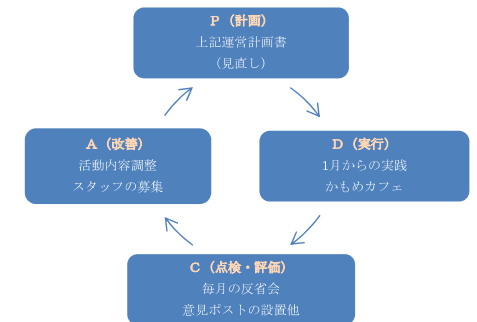 P（計画）
上記運営計画書
（見直し）
D（実行）
1月からの実践
かもめカフェ
C（点検・評価）
毎月の反省会
意見ポストの設置他
A（改善）
活動内容調整
スタッフの募集